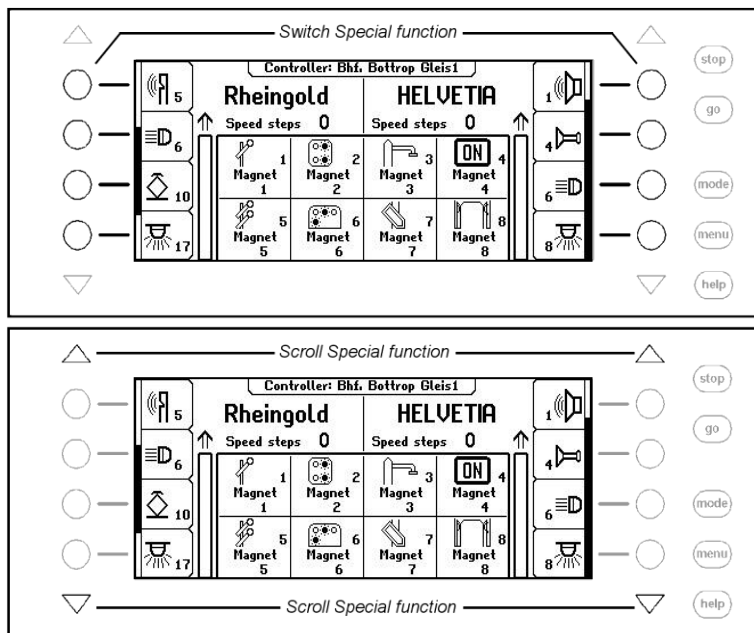 Switch Special function
stop
go
mode
menu
help
Controller: Bhf. Bottrop Gleis1
Rheingold HELVETIA
Speed steps 0 Speed steps 0
5
6
10
17
1
4
6
8
1 2 3 ON 4
Magnet Magnet Magnet Magnet
1 2 3 4
5 6 7 8
Magnet Magnet Magnet Magnet
5 6 7 8
Scroll Special function
stop
go
mode
menu
help
Controller: Bhf. Bottrop Gleis1
Rheingold HELVETIA
Speed steps 0 Speed steps 0
5
6
10
17
1
4
6
8
1 2 3 ON 4
Magnet Magnet Magnet Magnet
1 2 3 4
5 6 7 8
Magnet Magnet Magnet Magnet
5 6 7 8
Scroll Special function